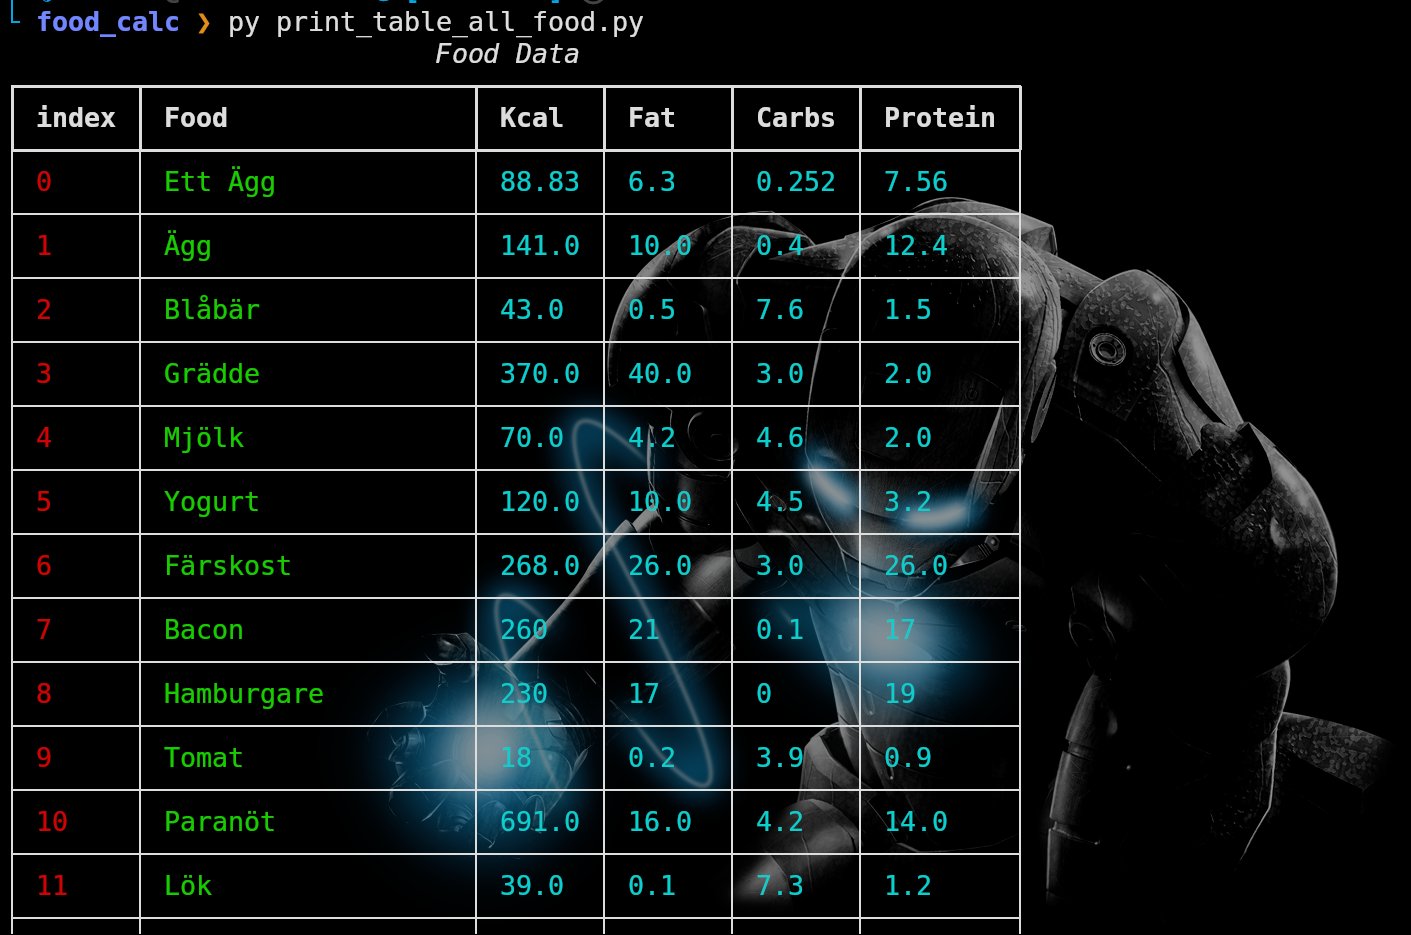 food_calc ❯ py print_table_all_food.py
Food Data
index Food Kcal Fat Carbs Protein
0 Ett Ägg 88.83 6.3 0.252 7.56
1 Ägg 141.0 10.0 0.4 12.4
2 Blåbär 43.0 0.5 7.6 1.5
3 Grädde 370.0 40.0 3.0 2.0
4 Mjölk 70.0 4.2 4.6 2.0
5 Yogurt 120.0 10.0 4.5 3.2
6 Färskost 268.0 26.0 3.0 26.0
7 Bacon 260 21 0.1 17
8 Hamburgare 230 17 0 19
9 Tomat 18 0.2 3.9 0.9
10 Paranöt 691.0 16.0 4.2 14.0
11 Lök 39.0 0.1 7.3 1.2